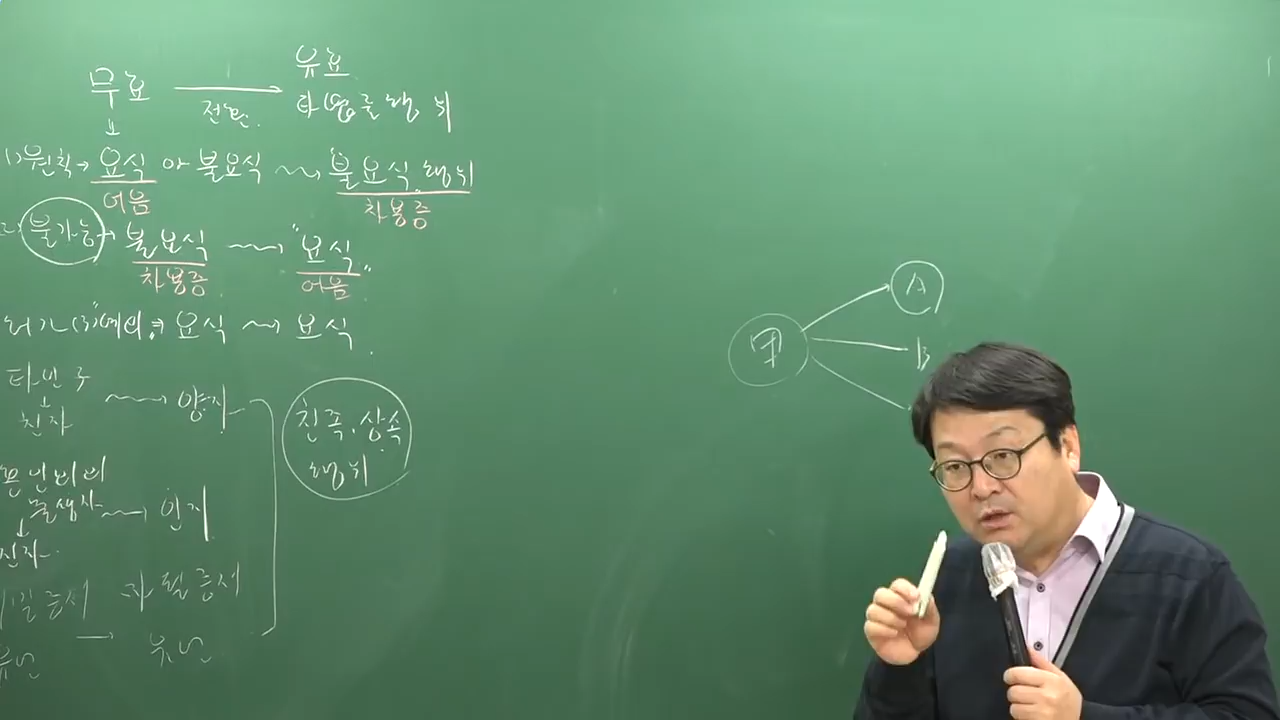 무효 → 유효
전환 타 법률행위
↓
1) 원칙 → 요식 or 불요식 ⇝ "불요식 행위
어음 차용증
2) 불가능 → 불요식 ⇝ "요식"
차용증 어음
(3) 예외 ⇒ 요식 ⇝ 요식
타인 子 ⇝ 양자
↓
친자
혼인외의 출생자 ⇝ 인지
↓
친자
친족.상속 행위
비밀증서 자필증서
유언 → 유언
甲
A
B